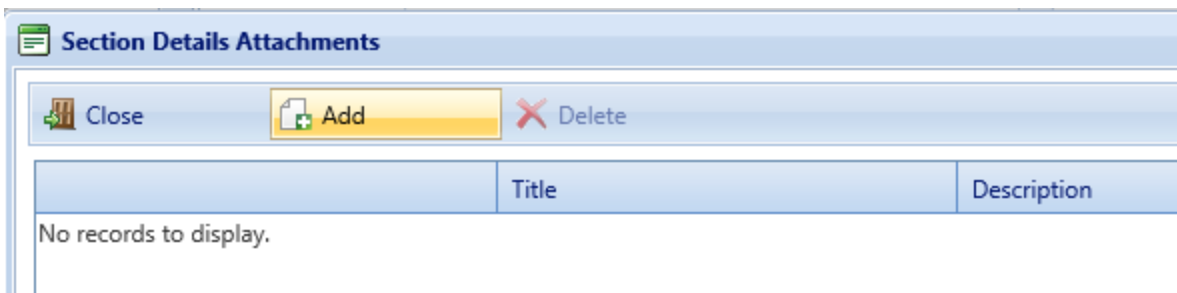 Section Details Attachments
Close Add Delete
Title Description
No records to display.